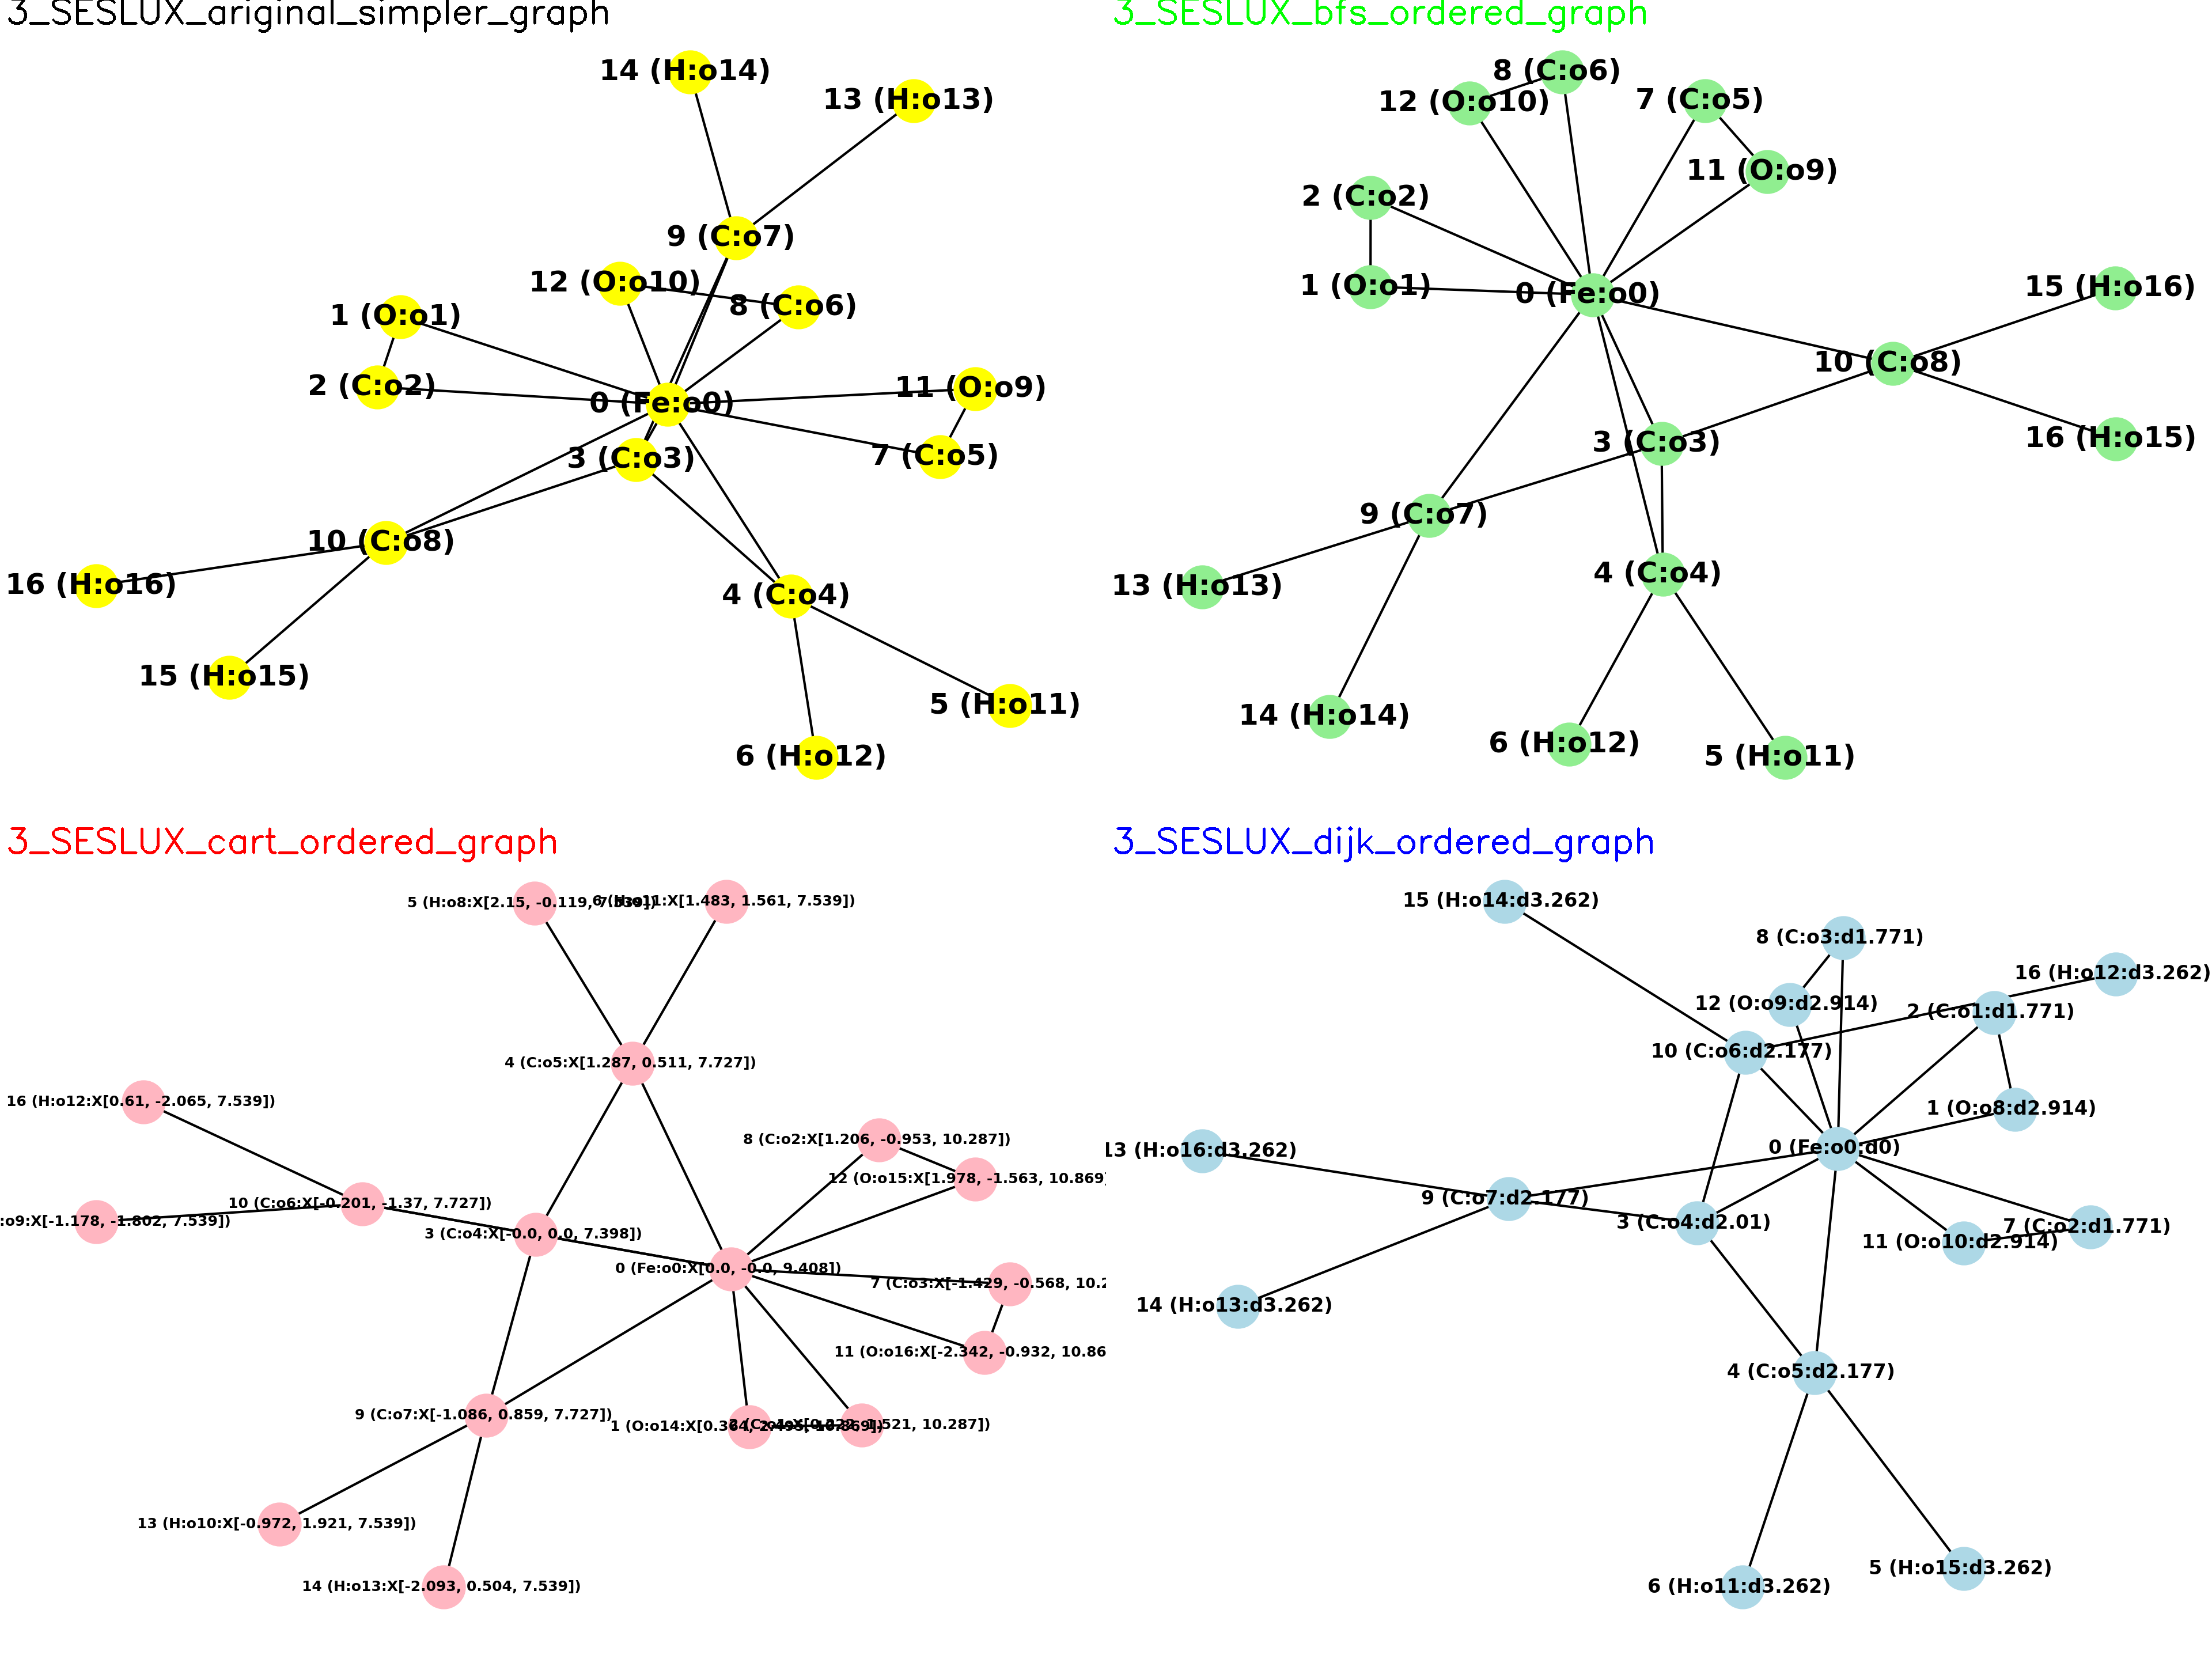 3_SESLUX_ariginal_simpler_graph
14 (H:o14)
13 (H:o13)
9 (C:o7)
12 (O:o10)
8 (C:o6)
1 (O:o1)
2 (C:o2)
11 (O:o9)
0 (Fe:o0)
3 (C:o3)
7 (C:o5)
10 (C:o8)
16 (H:o16)
4 (C:o4)
15 (H:o15)
5 (H:o11)
6 (H:o12)
3_SESLUX_bfs_ordered_graph
8 (C:o6)
12 (O:o10)
7 (C:o5)
11 (O:o9)
2 (C:o2)
1 (O:o1)
0 (Fe:o0)
15 (H:o16)
10 (C:o8)
3 (C:o3)
16 (H:o15)
9 (C:o7)
4 (C:o4)
13 (H:o13)
14 (H:o14)
6 (H:o12)
5 (H:o11)
3_SESLUX_cart_ordered_graph
5 (H:o8:X[2.15, -0.119, 7.539])
6 (H:o11:X[1.483, 1.561, 7.539])
4 (C:o5:X[1.287, 0.511, 7.727])
16 (H:o12:X[0.61, -2.065, 7.539])
8 (C:o2:X[1.206, -0.953, 10.287])
12 (O:o15:X[1.978, -1.563, 10.869]
10 (C:o6:X[-0.201, -1.37, 7.727])
:o9:X[-1.178, -1.802, 7.539])
3 (C:o4:X[-0.0, 0.0, 7.398])
0 (Fe:o0:X[0.0, -0.0, 9.408])
7 (C:o3:X[-1.429, -0.568, 10.2
11 (O:o16:X[-2.342, -0.932, 10.86
9 (C:o7:X[-1.086, 0.859, 7.727])
1 (O:o14:X[0.364, 2.495, 10.869])
1.521, 10.287])
13 (H:o10:X[-0.972, 1.921, 7.539])
14 (H:o13:X[-2.093, 0.504, 7.539])
3_SESLUX_dijk_ordered_graph
15 (H:o14:d3.262)
8 (C:o3:d1.771)
16 (H:o12:d3.262)
12 (O:o9:d2.914)
2 (C:o1:d1.771)
10 (C:o6:d2.177)
1 (O:o8:d2.914)
0 (Fe:o0:d0)
13 (H:o16:d3.262)
9 (C:o7:d2.177)
3 (C:o4:d2.01)
7 (C:o2:d1.771)
11 (O:o10:d2.914)
14 (H:o13:d3.262)
4 (C:o5:d2.177)
5 (H:o15:d3.262)
6 (H:o11:d3.262)